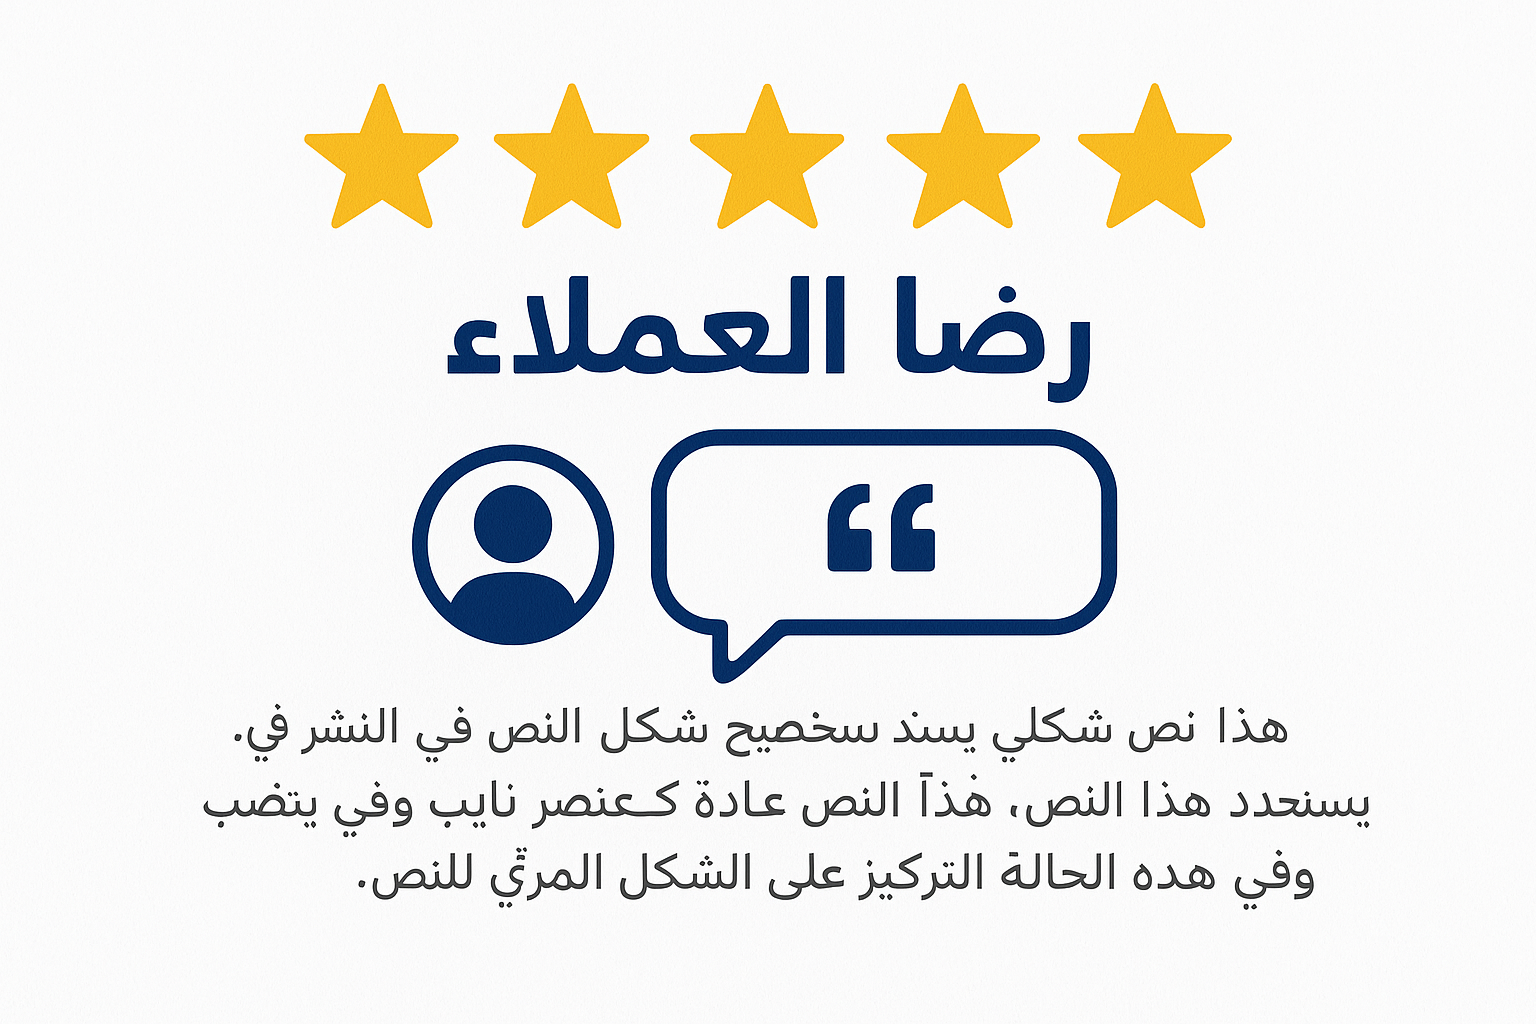 رضا العملاء
هذا نص شكلي يسند سخصيح شكل النص في النشر في.
يسنحدد هذا النص، هذآ النص عادة كـعنصر نايب وفي يتضب
وفي هده الحالة التركيز على الشكل المرتي للنص.